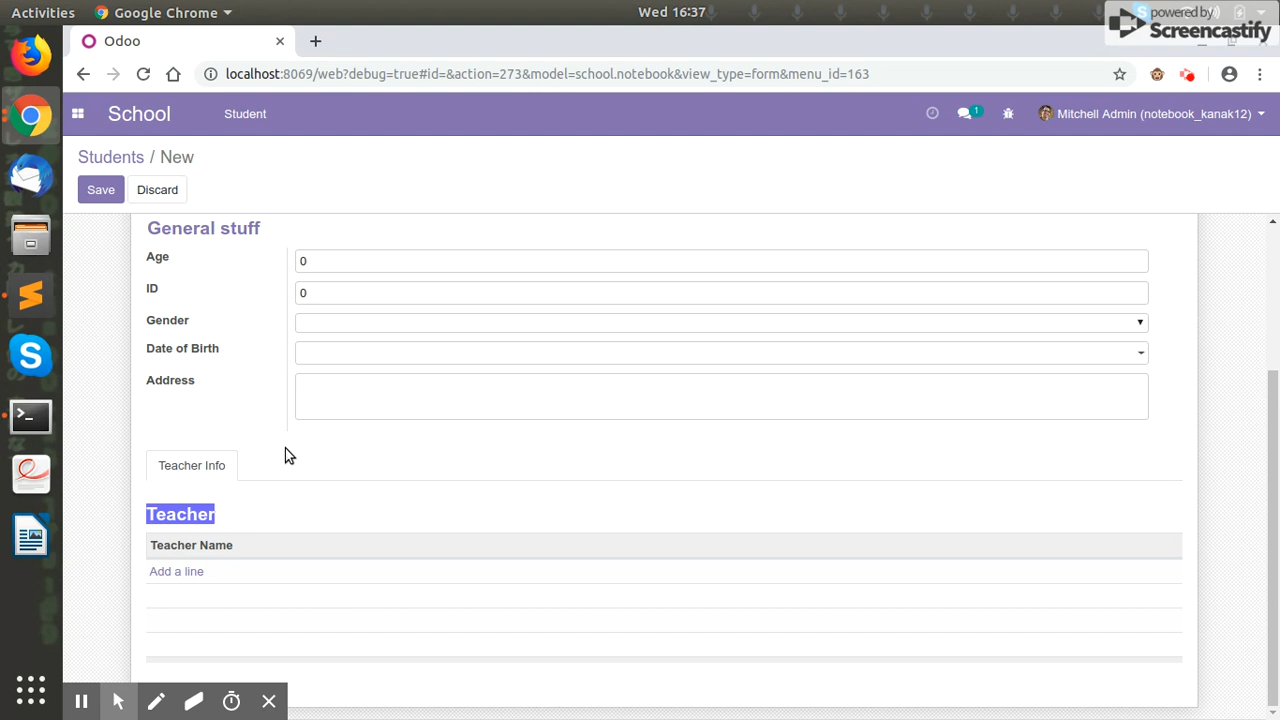 Activities
Google Chrome
Wed 16:37
powered by
Screencastify
Odoo
localhost:8069/web?debug=true#id=&action=273&model=school.notebook&view_type=form&menu_id=163
School
Student
1
Mitchell Admin (notebook_kanak12)
Students / New
Save
Discard
General stuff
Age
0
ID
0
Gender
Date of Birth
Address
Teacher Info
Teacher
Teacher Name
Add a line